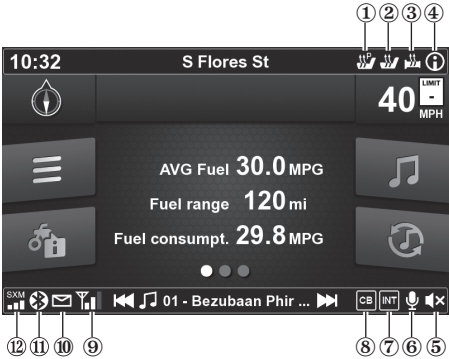 ① ② ③ ④
10:32 S Flores St P
40 LIMIT - MPH
AVG Fuel 30.0 MPG
Fuel range 120 mi
Fuel consumpt. 29.8 MPG
SXM 01 - Bezubaan Phir ... CB INT
⑫ ⑪ ⑩ ⑨ ⑧ ⑦ ⑥ ⑤